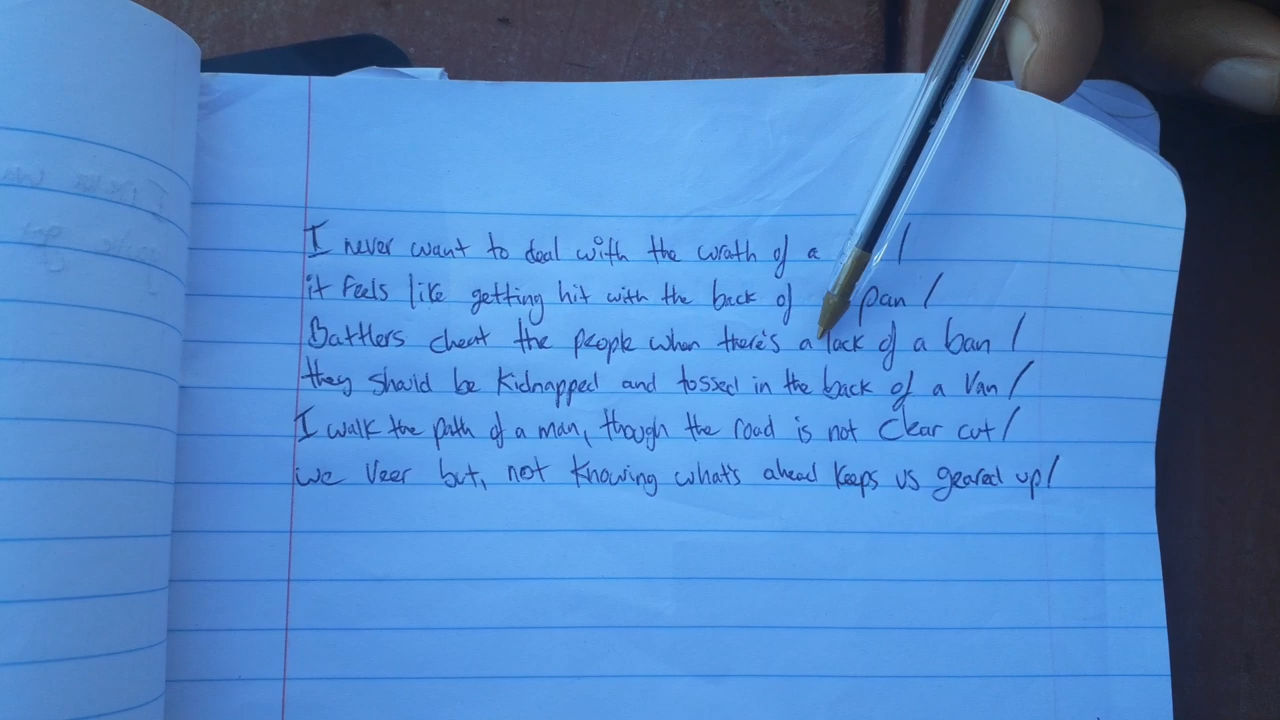 I never want to deal with the wrath of a /
it feels like getting hit with the back of pan /
Battlers cheat the people when there's a lack of a ban /
they should be kidnapped and tossed in the back of a van /
I walk the path of a man, though the road is not clear cut /
we veer but, not knowing what's ahead keeps us geared up /